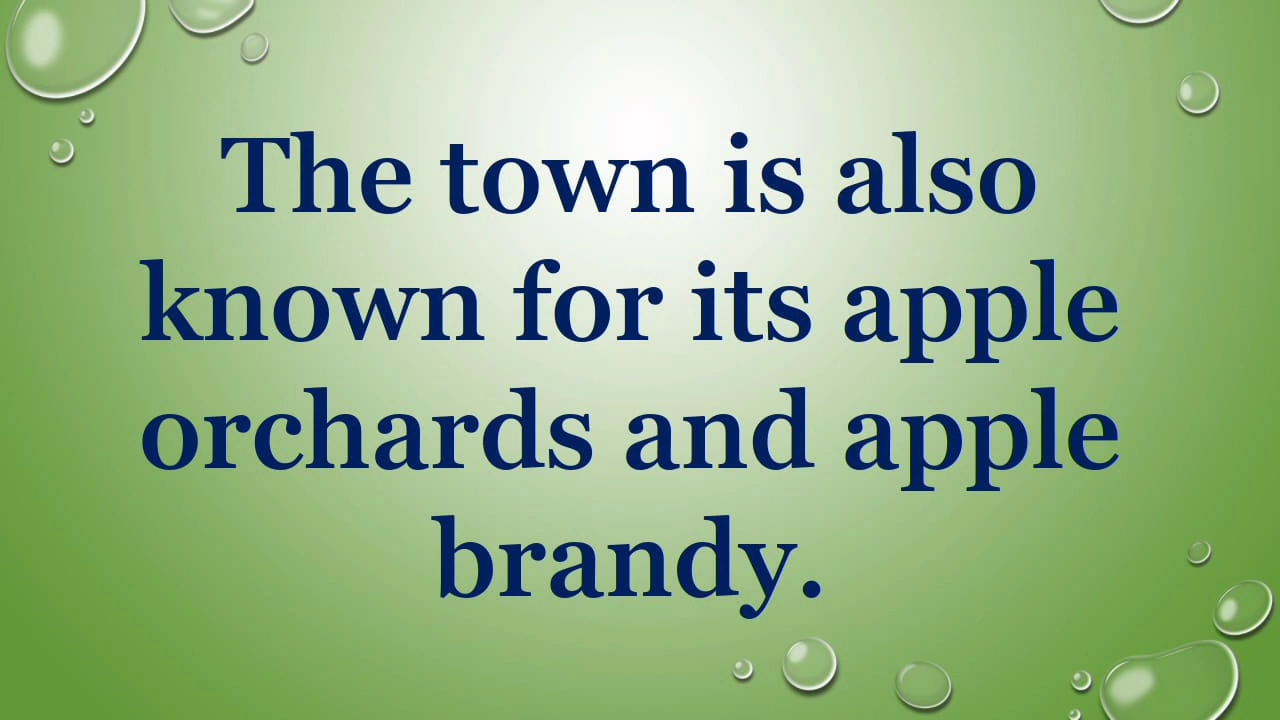 The town is also
known for its apple
orchards and apple
brandy.